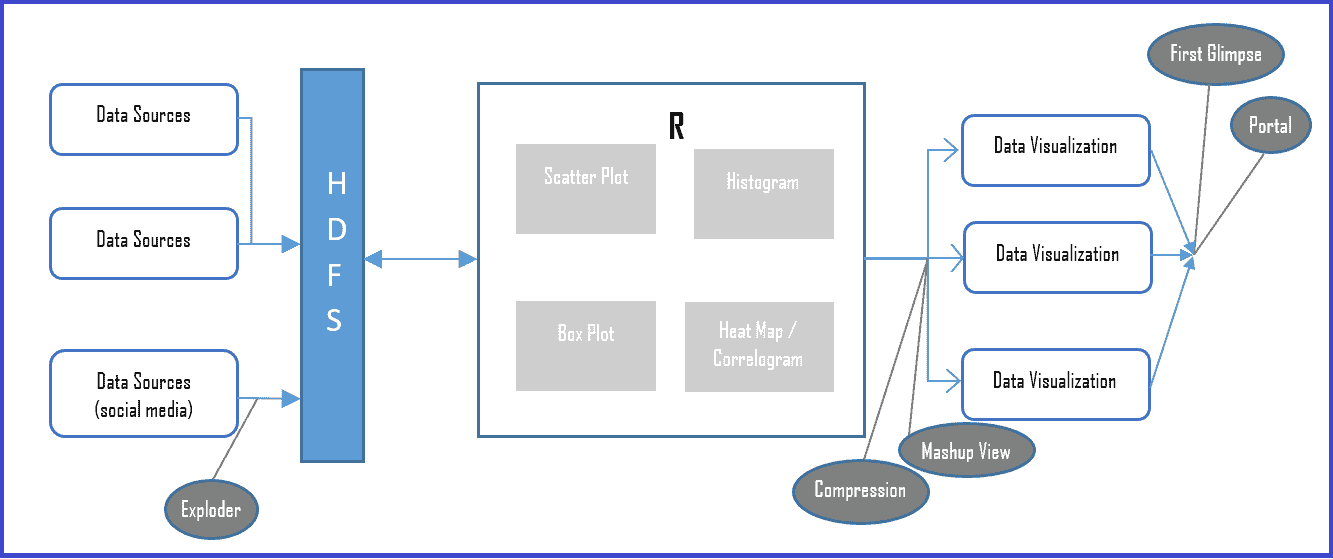 First Glimpse
Portal
Data Sources
Data Sources
Data Sources
(social media)
Exploder
H
D
F
S
R
Scatter Plot
Histogram
Box Plot
Heat Map /
Correlogram
Data Visualization
Data Visualization
Data Visualization
Mashup View
Compression